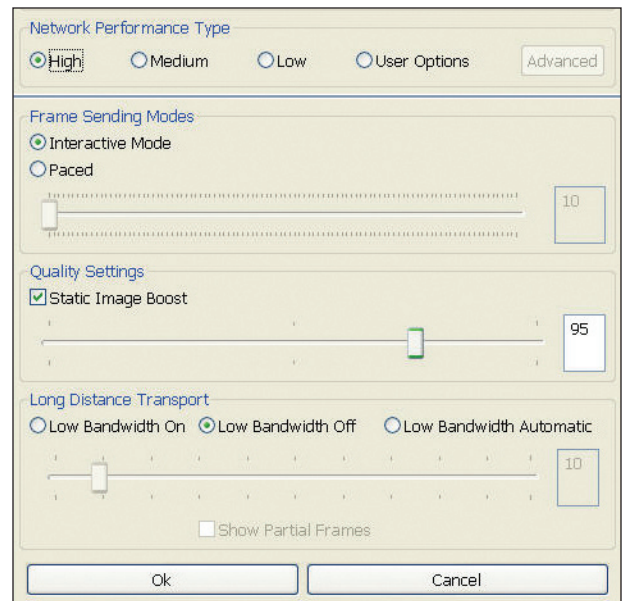 Network Performance Type
High Medium Low User Options Advanced
Frame Sending Modes
Interactive Mode
Paced
10
Quality Settings
Static Image Boost
95
Long Distance Transport
Low Bandwidth On Low Bandwidth Off Low Bandwidth Automatic
10
Show Partial Frames
Ok Cancel